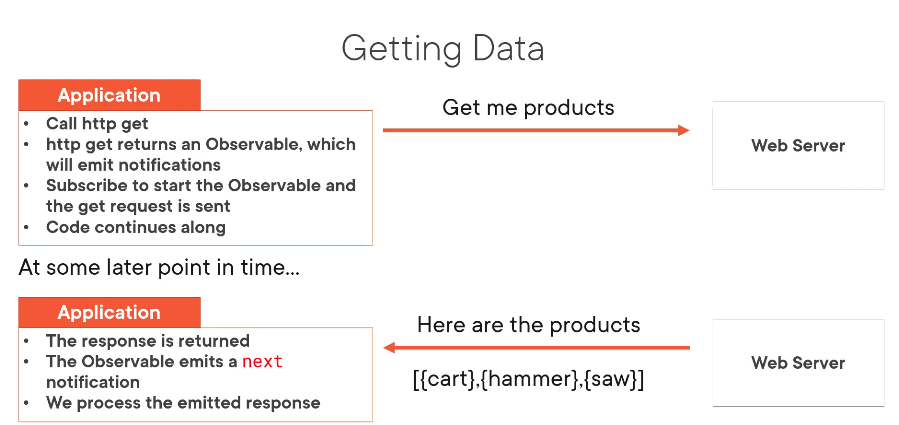 Getting Data
Application
• Call http get
• http get returns an Observable, which
will emit notifications
• Subscribe to start the Observable and
the get request is sent
• Code continues along
Get me products
Web Server
At some later point in time...
Application
• The response is returned
• The Observable emits a next
notification
• We process the emitted response
Here are the products
[{cart},{hammer},{saw}]
Web Server